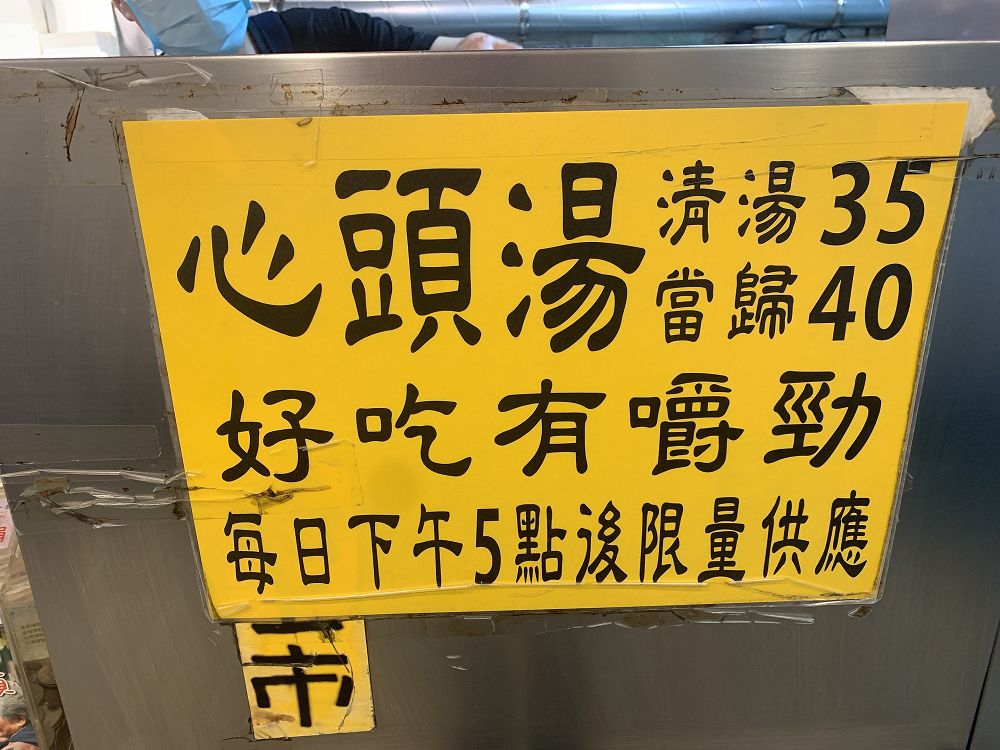 心頭湯
清湯35
當歸40
好吃有嚼勁
每日下午5點後限量供應
市